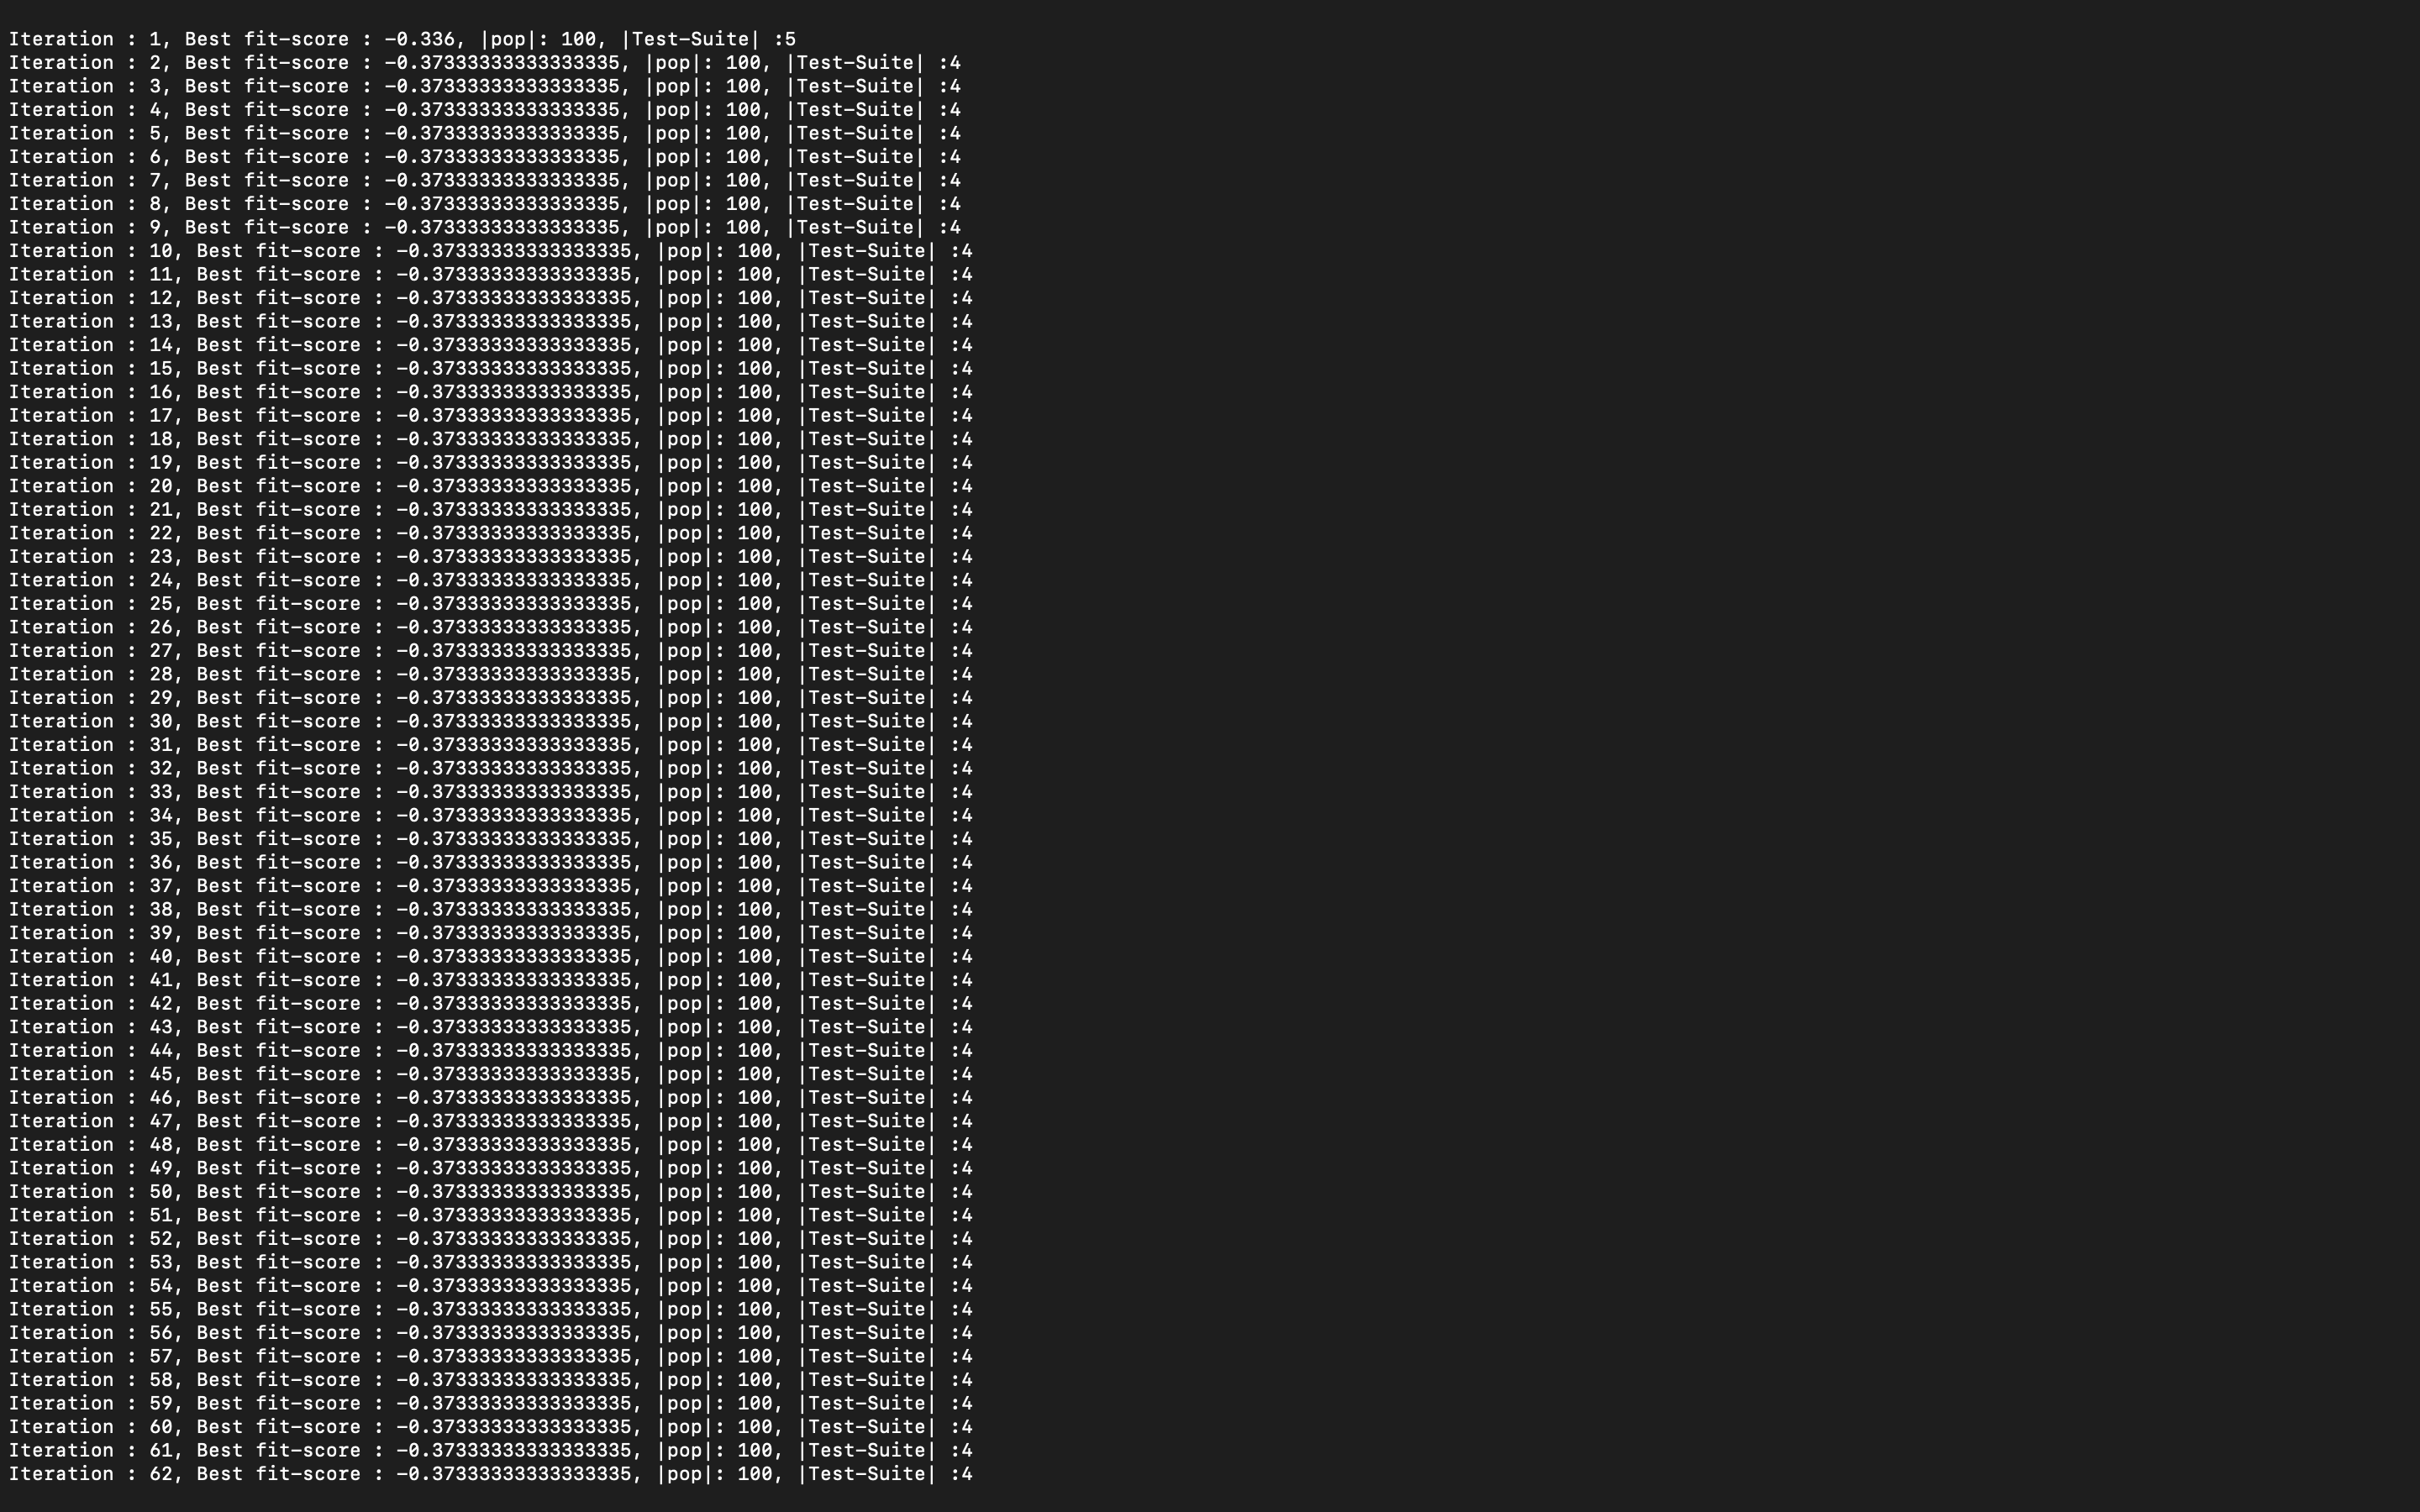 Iteration : 1, Best fit-score : -0.336, |pop|: 100, |Test-Suite| :5
Iteration : 2, Best fit-score : -0.37333333333333335, |pop|: 100, |Test-Suite| :4
Iteration : 3, Best fit-score : -0.37333333333333335, |pop|: 100, |Test-Suite| :4
Iteration : 4, Best fit-score : -0.37333333333333335, |pop|: 100, |Test-Suite| :4
Iteration : 5, Best fit-score : -0.37333333333333335, |pop|: 100, |Test-Suite| :4
Iteration : 6, Best fit-score : -0.37333333333333335, |pop|: 100, |Test-Suite| :4
Iteration : 7, Best fit-score : -0.37333333333333335, |pop|: 100, |Test-Suite| :4
Iteration : 8, Best fit-score : -0.37333333333333335, |pop|: 100, |Test-Suite| :4
Iteration : 9, Best fit-score : -0.37333333333333335, |pop|: 100, |Test-Suite| :4
Iteration : 10, Best fit-score : -0.37333333333333335, |pop|: 100, |Test-Suite| :4
Iteration : 11, Best fit-score : -0.37333333333333335, |pop|: 100, |Test-Suite| :4
Iteration : 12, Best fit-score : -0.37333333333333335, |pop|: 100, |Test-Suite| :4
Iteration : 13, Best fit-score : -0.37333333333333335, |pop|: 100, |Test-Suite| :4
Iteration : 14, Best fit-score : -0.37333333333333335, |pop|: 100, |Test-Suite| :4
Iteration : 15, Best fit-score : -0.37333333333333335, |pop|: 100, |Test-Suite| :4
Iteration : 16, Best fit-score : -0.37333333333333335, |pop|: 100, |Test-Suite| :4
Iteration : 17, Best fit-score : -0.37333333333333335, |pop|: 100, |Test-Suite| :4
Iteration : 18, Best fit-score : -0.37333333333333335, |pop|: 100, |Test-Suite| :4
Iteration : 19, Best fit-score : -0.37333333333333335, |pop|: 100, |Test-Suite| :4
Iteration : 20, Best fit-score : -0.37333333333333335, |pop|: 100, |Test-Suite| :4
Iteration : 21, Best fit-score : -0.37333333333333335, |pop|: 100, |Test-Suite| :4
Iteration : 22, Best fit-score : -0.37333333333333335, |pop|: 100, |Test-Suite| :4
Iteration : 23, Best fit-score : -0.37333333333333335, |pop|: 100, |Test-Suite| :4
Iteration : 24, Best fit-score : -0.37333333333333335, |pop|: 100, |Test-Suite| :4
Iteration : 25, Best fit-score : -0.37333333333333335, |pop|: 100, |Test-Suite| :4
Iteration : 26, Best fit-score : -0.37333333333333335, |pop|: 100, |Test-Suite| :4
Iteration : 27, Best fit-score : -0.37333333333333335, |pop|: 100, |Test-Suite| :4
Iteration : 28, Best fit-score : -0.37333333333333335, |pop|: 100, |Test-Suite| :4
Iteration : 29, Best fit-score : -0.37333333333333335, |pop|: 100, |Test-Suite| :4
Iteration : 30, Best fit-score : -0.37333333333333335, |pop|: 100, |Test-Suite| :4
Iteration : 31, Best fit-score : -0.37333333333333335, |pop|: 100, |Test-Suite| :4
Iteration : 32, Best fit-score : -0.37333333333333335, |pop|: 100, |Test-Suite| :4
Iteration : 33, Best fit-score : -0.37333333333333335, |pop|: 100, |Test-Suite| :4
Iteration : 34, Best fit-score : -0.37333333333333335, |pop|: 100, |Test-Suite| :4
Iteration : 35, Best fit-score : -0.37333333333333335, |pop|: 100, |Test-Suite| :4
Iteration : 36, Best fit-score : -0.37333333333333335, |pop|: 100, |Test-Suite| :4
Iteration : 37, Best fit-score : -0.37333333333333335, |pop|: 100, |Test-Suite| :4
Iteration : 38, Best fit-score : -0.37333333333333335, |pop|: 100, |Test-Suite| :4
Iteration : 39, Best fit-score : -0.37333333333333335, |pop|: 100, |Test-Suite| :4
Iteration : 40, Best fit-score : -0.37333333333333335, |pop|: 100, |Test-Suite| :4
Iteration : 41, Best fit-score : -0.37333333333333335, |pop|: 100, |Test-Suite| :4
Iteration : 42, Best fit-score : -0.37333333333333335, |pop|: 100, |Test-Suite| :4
Iteration : 43, Best fit-score : -0.37333333333333335, |pop|: 100, |Test-Suite| :4
Iteration : 44, Best fit-score : -0.37333333333333335, |pop|: 100, |Test-Suite| :4
Iteration : 45, Best fit-score : -0.37333333333333335, |pop|: 100, |Test-Suite| :4
Iteration : 46, Best fit-score : -0.37333333333333335, |pop|: 100, |Test-Suite| :4
Iteration : 47, Best fit-score : -0.37333333333333335, |pop|: 100, |Test-Suite| :4
Iteration : 48, Best fit-score : -0.37333333333333335, |pop|: 100, |Test-Suite| :4
Iteration : 49, Best fit-score : -0.37333333333333335, |pop|: 100, |Test-Suite| :4
Iteration : 50, Best fit-score : -0.37333333333333335, |pop|: 100, |Test-Suite| :4
Iteration : 51, Best fit-score : -0.37333333333333335, |pop|: 100, |Test-Suite| :4
Iteration : 52, Best fit-score : -0.37333333333333335, |pop|: 100, |Test-Suite| :4
Iteration : 53, Best fit-score : -0.37333333333333335, |pop|: 100, |Test-Suite| :4
Iteration : 54, Best fit-score : -0.37333333333333335, |pop|: 100, |Test-Suite| :4
Iteration : 55, Best fit-score : -0.37333333333333335, |pop|: 100, |Test-Suite| :4
Iteration : 56, Best fit-score : -0.37333333333333335, |pop|: 100, |Test-Suite| :4
Iteration : 57, Best fit-score : -0.37333333333333335, |pop|: 100, |Test-Suite| :4
Iteration : 58, Best fit-score : -0.37333333333333335, |pop|: 100, |Test-Suite| :4
Iteration : 59, Best fit-score : -0.37333333333333335, |pop|: 100, |Test-Suite| :4
Iteration : 60, Best fit-score : -0.37333333333333335, |pop|: 100, |Test-Suite| :4
Iteration : 61, Best fit-score : -0.37333333333333335, |pop|: 100, |Test-Suite| :4
Iteration : 62, Best fit-score : -0.37333333333333335, |pop|: 100, |Test-Suite| :4